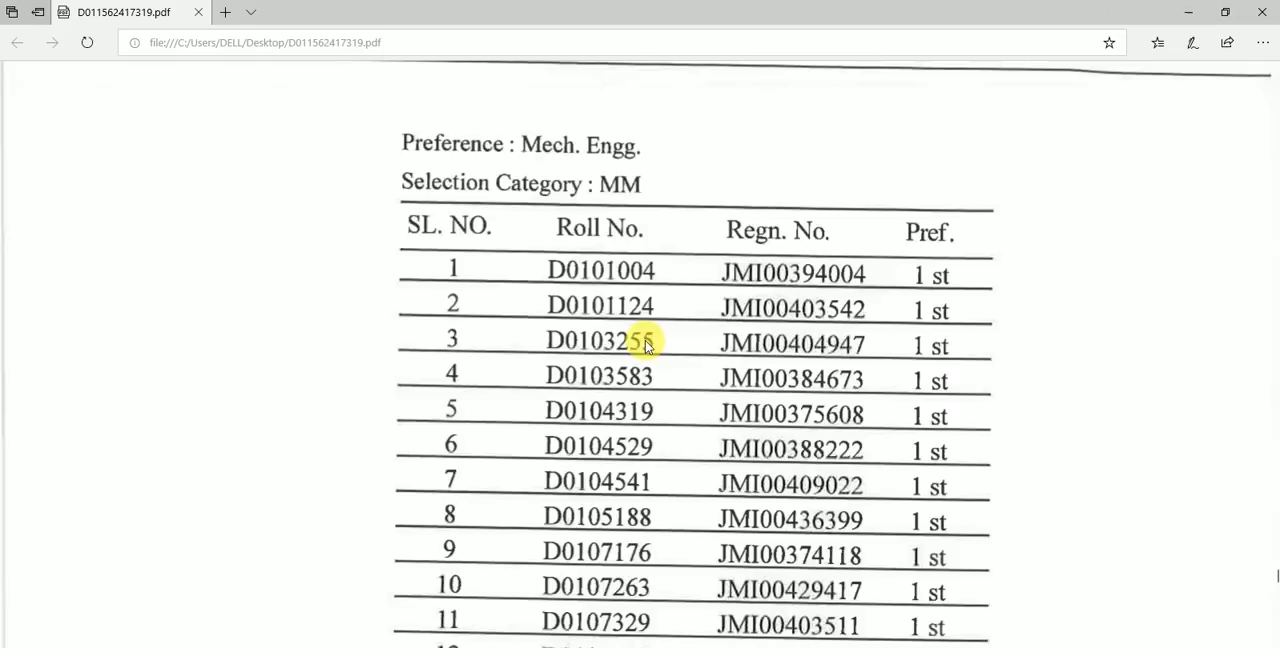 D011562417319.pdf
file:///C:/Users/DELL/Desktop/D011562417319.pdf
Preference : Mech. Engg.
Selection Category : MM
SL. NO. Roll No. Regn. No. Pref.
1 D0101004 JMI00394004 1 st
2 D0101124 JMI00403542 1 st
3 D0103255 JMI00404947 1 st
4 D0103583 JMI00384673 1 st
5 D0104319 JMI00375608 1 st
6 D0104529 JMI00388222 1 st
7 D0104541 JMI00409022 1 st
8 D0105188 JMI00436399 1 st
9 D0107176 JMI00374118 1 st
10 D0107263 JMI00429417 1 st
11 D0107329 JMI00403511 1 st